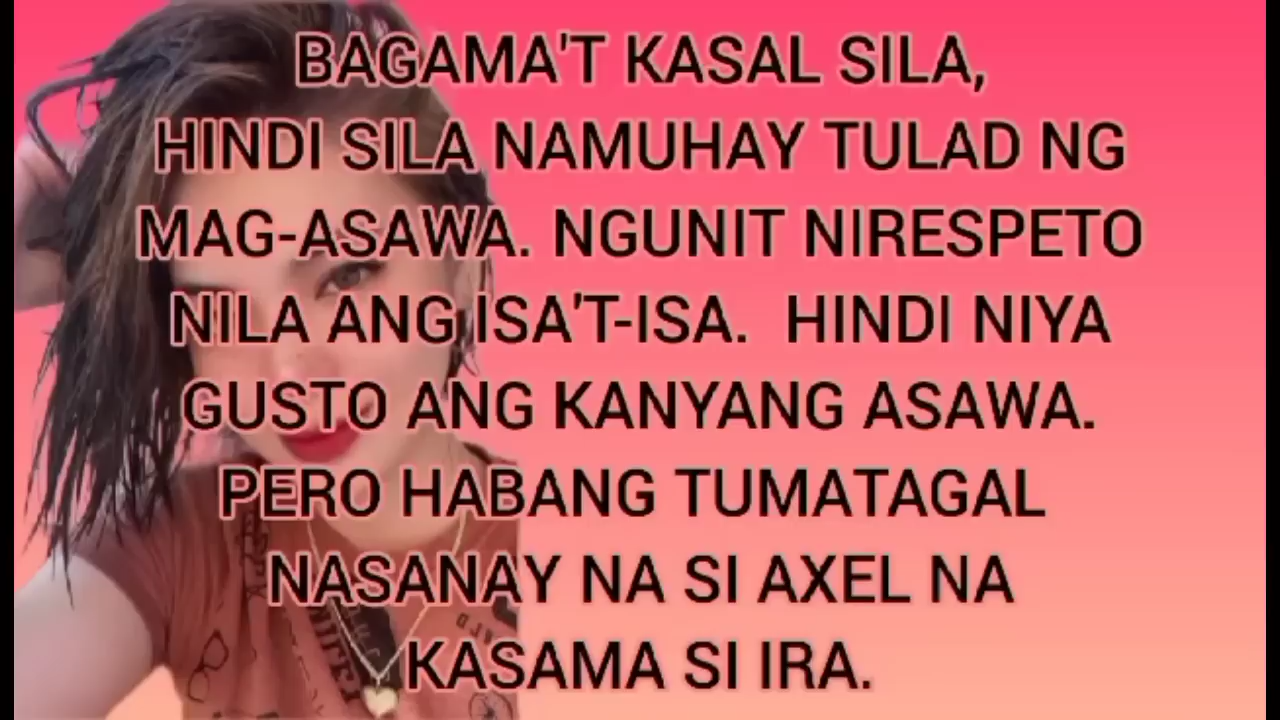 BAGAMA'T KASAL SILA,
HINDI SILA NAMUHAY TULAD NG
MAG-ASAWA. NGUNIT NIRESPETO
NILA ANG ISA'T-ISA. HINDI NIYA
GUSTO ANG KANYANG ASAWA.
PERO HABANG TUMATAGAL
NASANAY NA SI AXEL NA
KASAMA SI IRA.